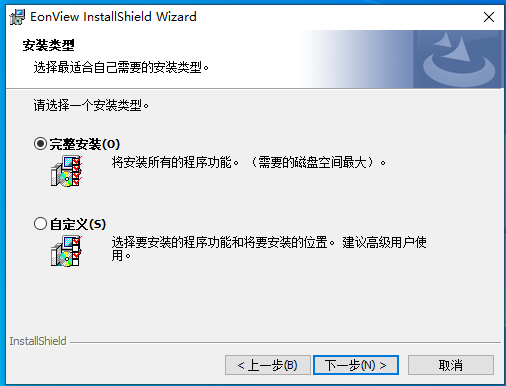 EonView InstallShield Wizard
安装类型
选择最适合自己需要的安装类型。
请选择一个安装类型。
完整安装(O)
将安装所有的程序功能。（需要的磁盘空间最大）。
自定义(S)
选择要安装的程序功能和将要安装的位置。建议高级用户使
用。
InstallShield
< 上一步(B)
下一步(N) >
取消